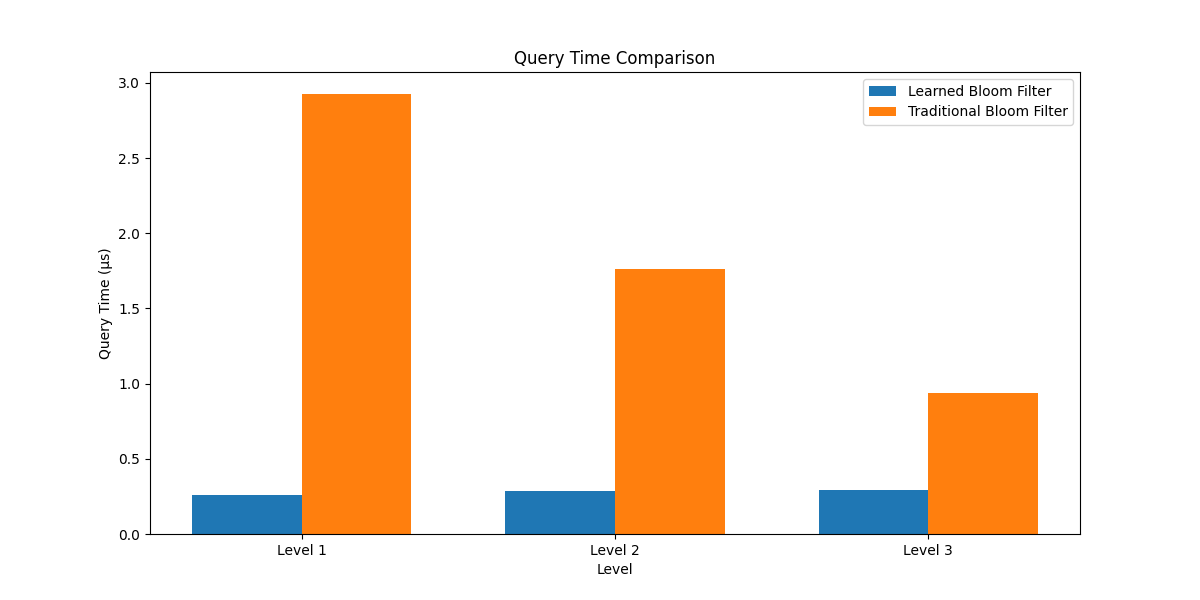 Query Time Comparison
Learned Bloom Filter
Traditional Bloom Filter
Query Time (μs)
3.0
2.5
2.0
1.5
1.0
0.5
0.0
Level 1
Level 2
Level 3
Level